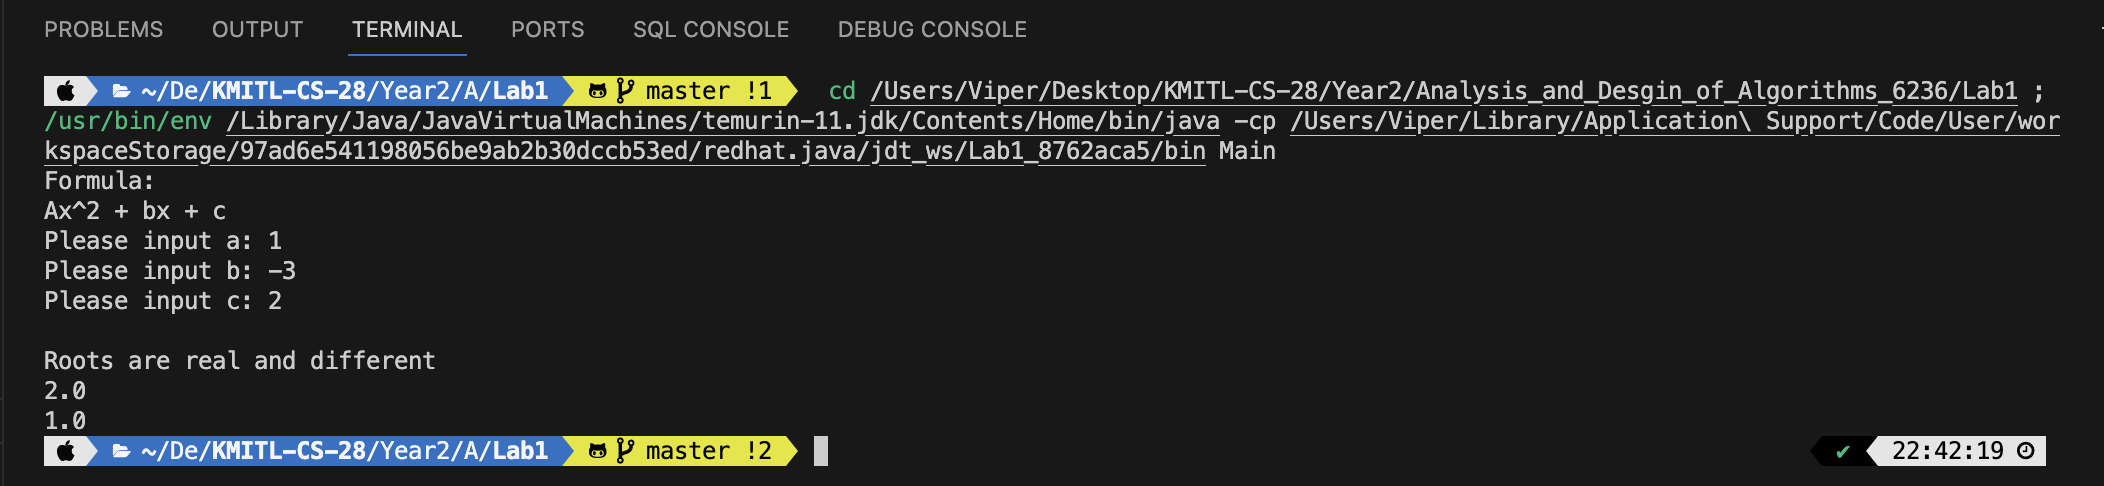 PROBLEMS OUTPUT TERMINAL PORTS SQL CONSOLE DEBUG CONSOLE
~/De/KMITL-CS-28/Year2/A/Lab1 master !1 cd /Users/Viper/Desktop/KMITL-CS-28/Year2/Analysis_and_Desgin_of_Algorithms_6236/Lab1 ;
/usr/bin/env /Library/Java/JavaVirtualMachines/temurin-11.jdk/Contents/Home/bin/java -cp /Users/Viper/Library/Application\ Support/Code/User/wor
kspaceStorage/97ad6e541198056be9ab2b30dccb53ed/redhat.java/jdt_ws/Lab1_8762aca5/bin Main
Formula:
Ax^2 + bx + c
Please input a: 1
Please input b: -3
Please input c: 2
Roots are real and different
2.0
1.0
~/De/KMITL-CS-28/Year2/A/Lab1 master !2 ✔ 22:42:19